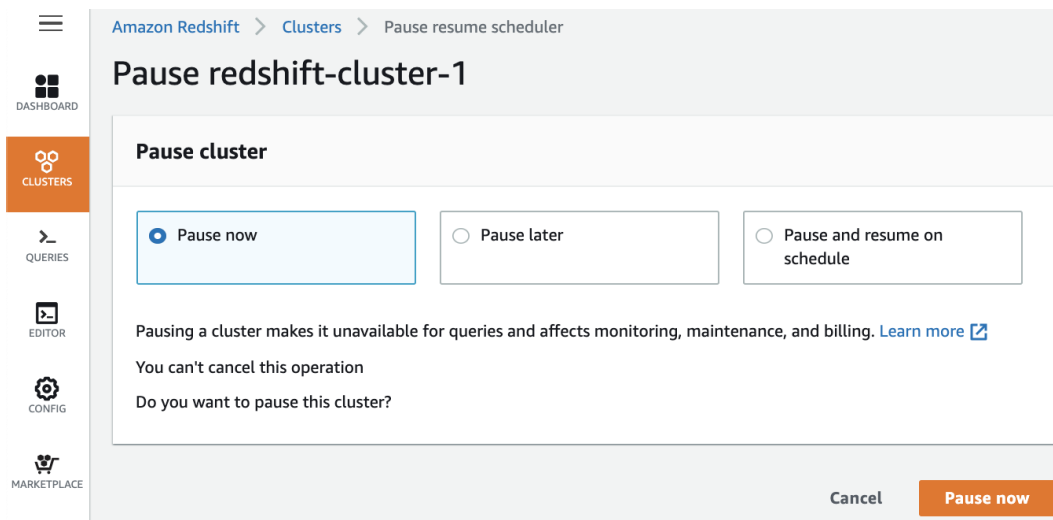 Amazon Redshift > Clusters > Pause resume scheduler
Pause redshift-cluster-1
DASHBOARD
CLUSTERS
QUERIES
EDITOR
CONFIG
MARKETPLACE
Pause cluster
Pause now
Pause later
Pause and resume on
schedule
Pausing a cluster makes it unavailable for queries and affects monitoring, maintenance, and billing. Learn more
You can't cancel this operation
Do you want to pause this cluster?
Cancel
Pause now